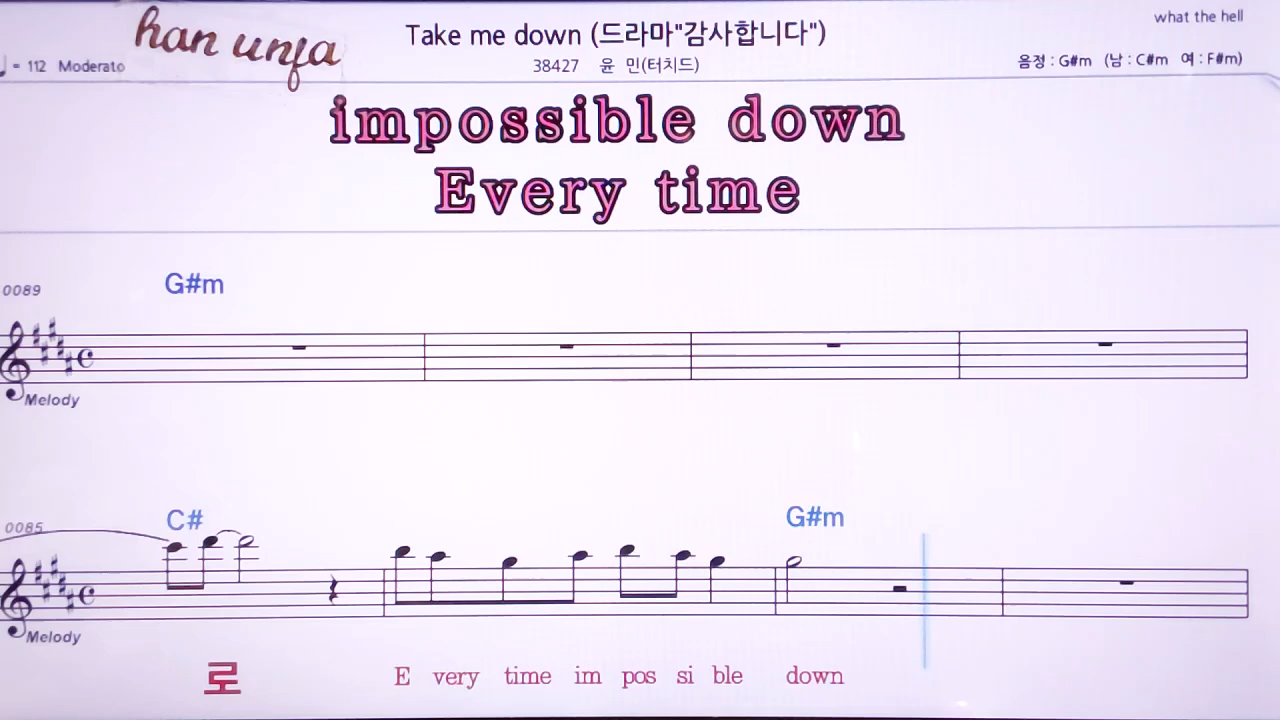 what the hell
han unja
Take me down (드라마"감사합니다")
♩ = 112 Moderato
38427 윤 민(터치드)
음정 : G#m (남 : C#m 여 : F#m)
impossible down
Every time
0089
G#m
Melody
0085
C#
G#m
Melody
로 E very time im pos si ble down